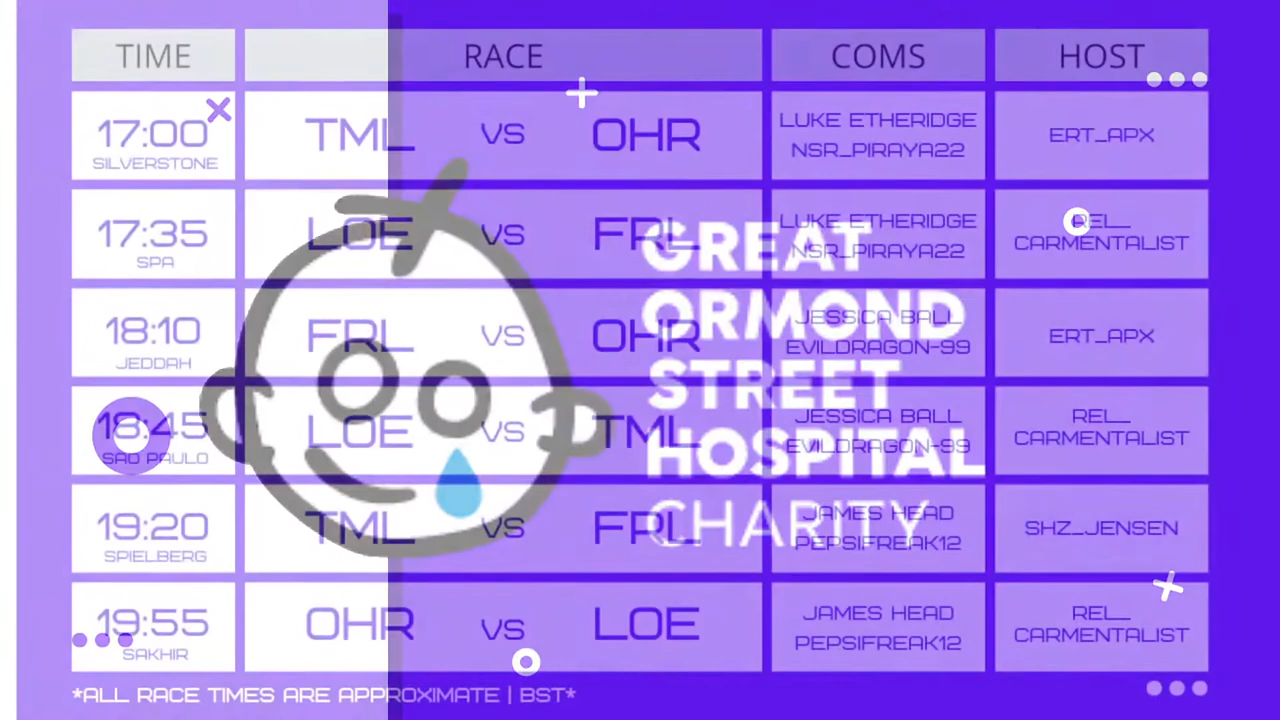 TIME RACE COMS HOST
17:00 TML VS OHR LUKE ETHERIDGE ERT_APX
SILVERSTONE NSR_PIRAYA22
17:35 LOE VS FRL LUKE ETHERIDGE REL_
SPA NSR_PIRAYA22 CARMENTALIST
18:10 FRL VS OHR JESSICA BALL ERT_APX
JEDDAH EVILDRAGON-99
18:45 LOE VS TML JESSICA BALL REL_
SAO PAULO EVILDRAGON-99 CARMENTALIST
19:20 TML VS FRL JAMES HEAD SHZ_JENSEN
SPIELBERG PEPSIFREAK12
19:55 OHR VS LOE JAMES HEAD REL_
SAKHIR PEPSIFREAK12 CARMENTALIST
*ALL RACE TIMES ARE APPROXIMATE | BST*
GREAT
ORMOND
STREET
HOSPITAL
CHARITY